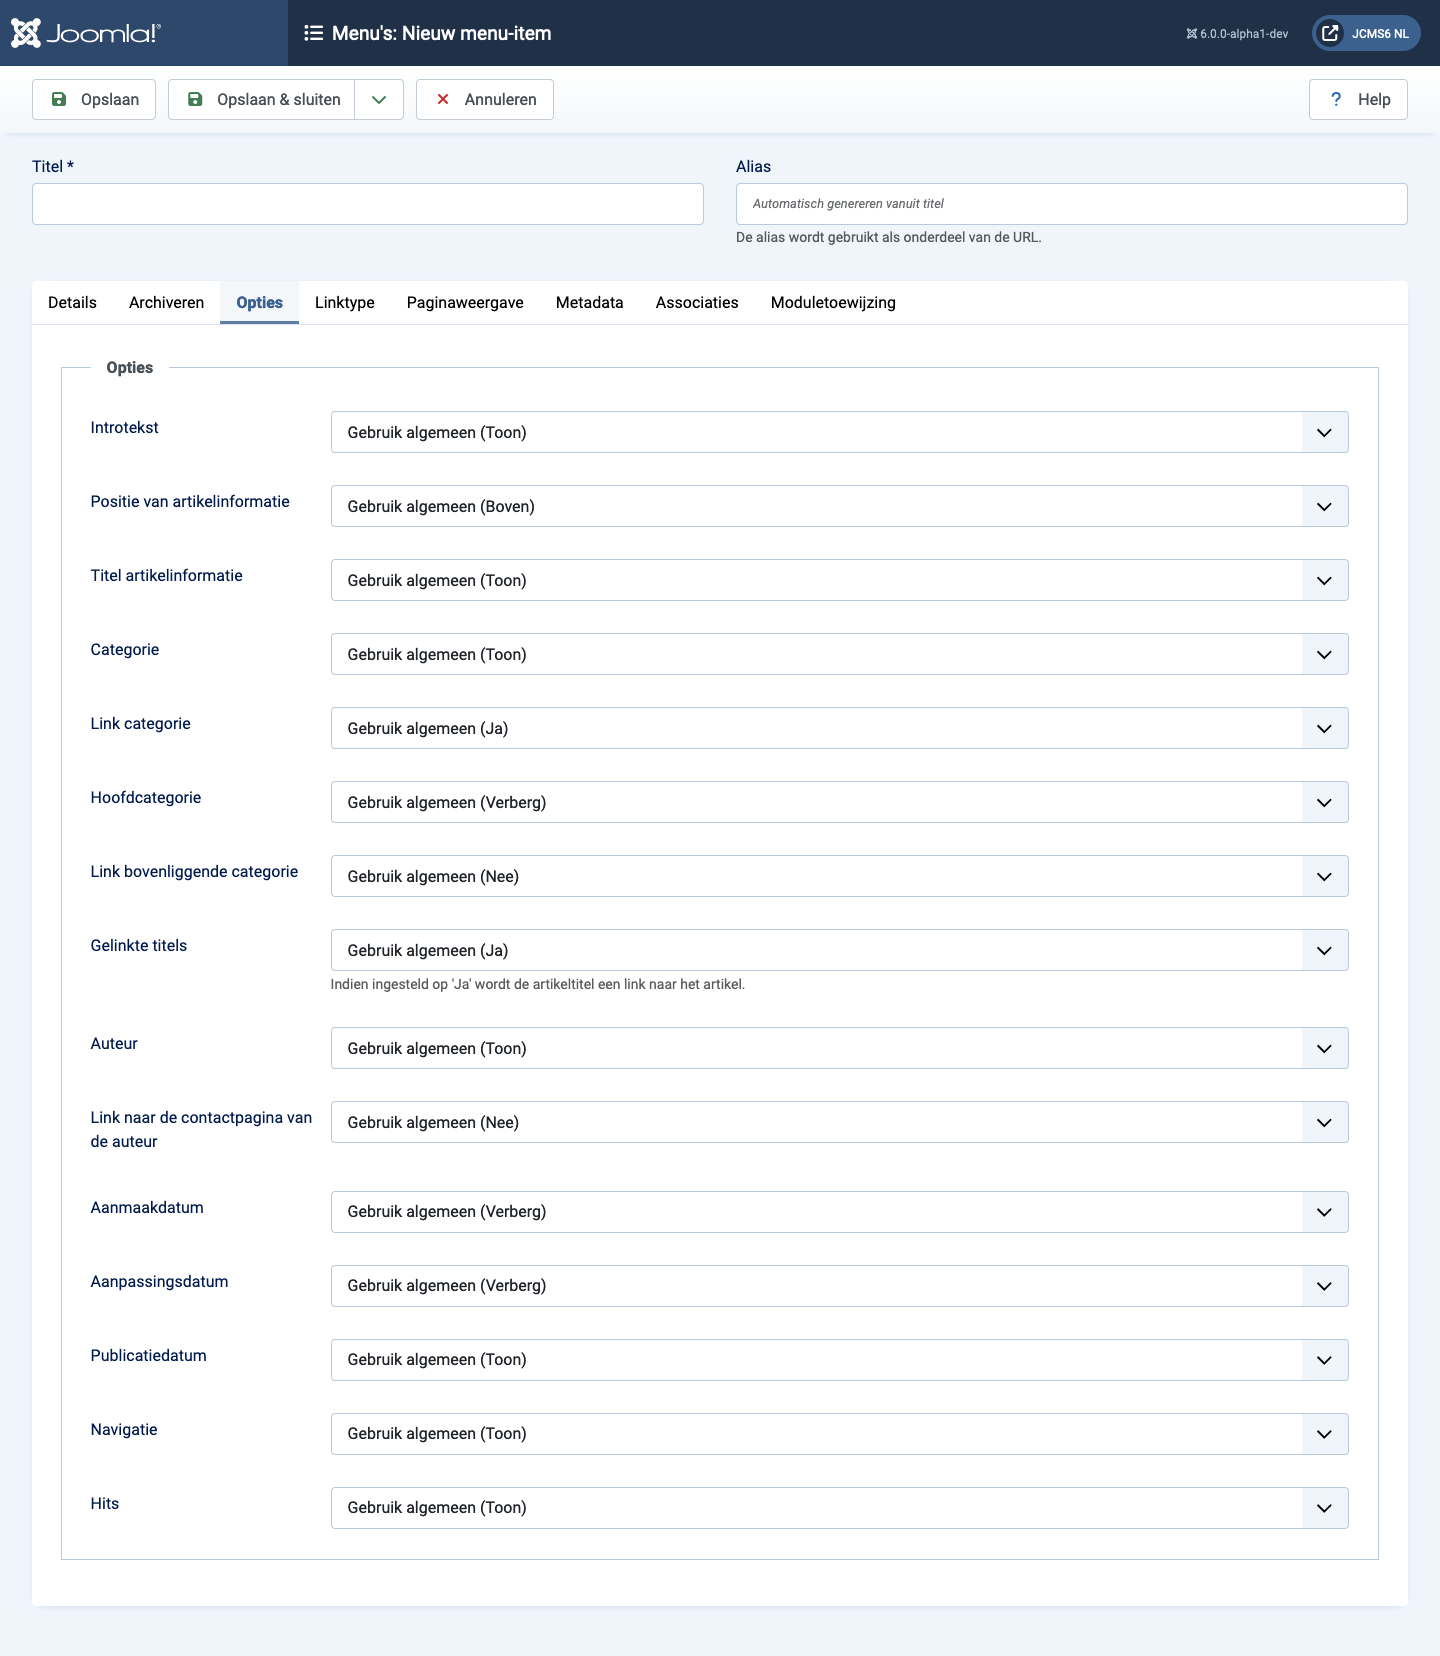 Joomla!®
Menu's: Nieuw menu-item
6.0.0-alpha1-dev
JCMS6 NL
Opslaan
Opslaan & sluiten
Annuleren
? Help
Titel *
Alias
Automatisch genereren vanuit titel
De alias wordt gebruikt als onderdeel van de URL.
Details Archiveren Opties Linktype Paginaweergave Metadata Associaties Moduletoewijzing
Opties
Introtekst
Gebruik algemeen (Toon)
Positie van artikelinformatie
Gebruik algemeen (Boven)
Titel artikelinformatie
Gebruik algemeen (Toon)
Categorie
Gebruik algemeen (Toon)
Link categorie
Gebruik algemeen (Ja)
Hoofdcategorie
Gebruik algemeen (Verberg)
Link bovenliggende categorie
Gebruik algemeen (Nee)
Gelinkte titels
Gebruik algemeen (Ja)
Indien ingesteld op 'Ja' wordt de artikeltitel een link naar het artikel.
Auteur
Gebruik algemeen (Toon)
Link naar de contactpagina van
de auteur
Gebruik algemeen (Nee)
Aanmaakdatum
Gebruik algemeen (Verberg)
Aanpassingsdatum
Gebruik algemeen (Verberg)
Publicatiedatum
Gebruik algemeen (Toon)
Navigatie
Gebruik algemeen (Toon)
Hits
Gebruik algemeen (Toon)